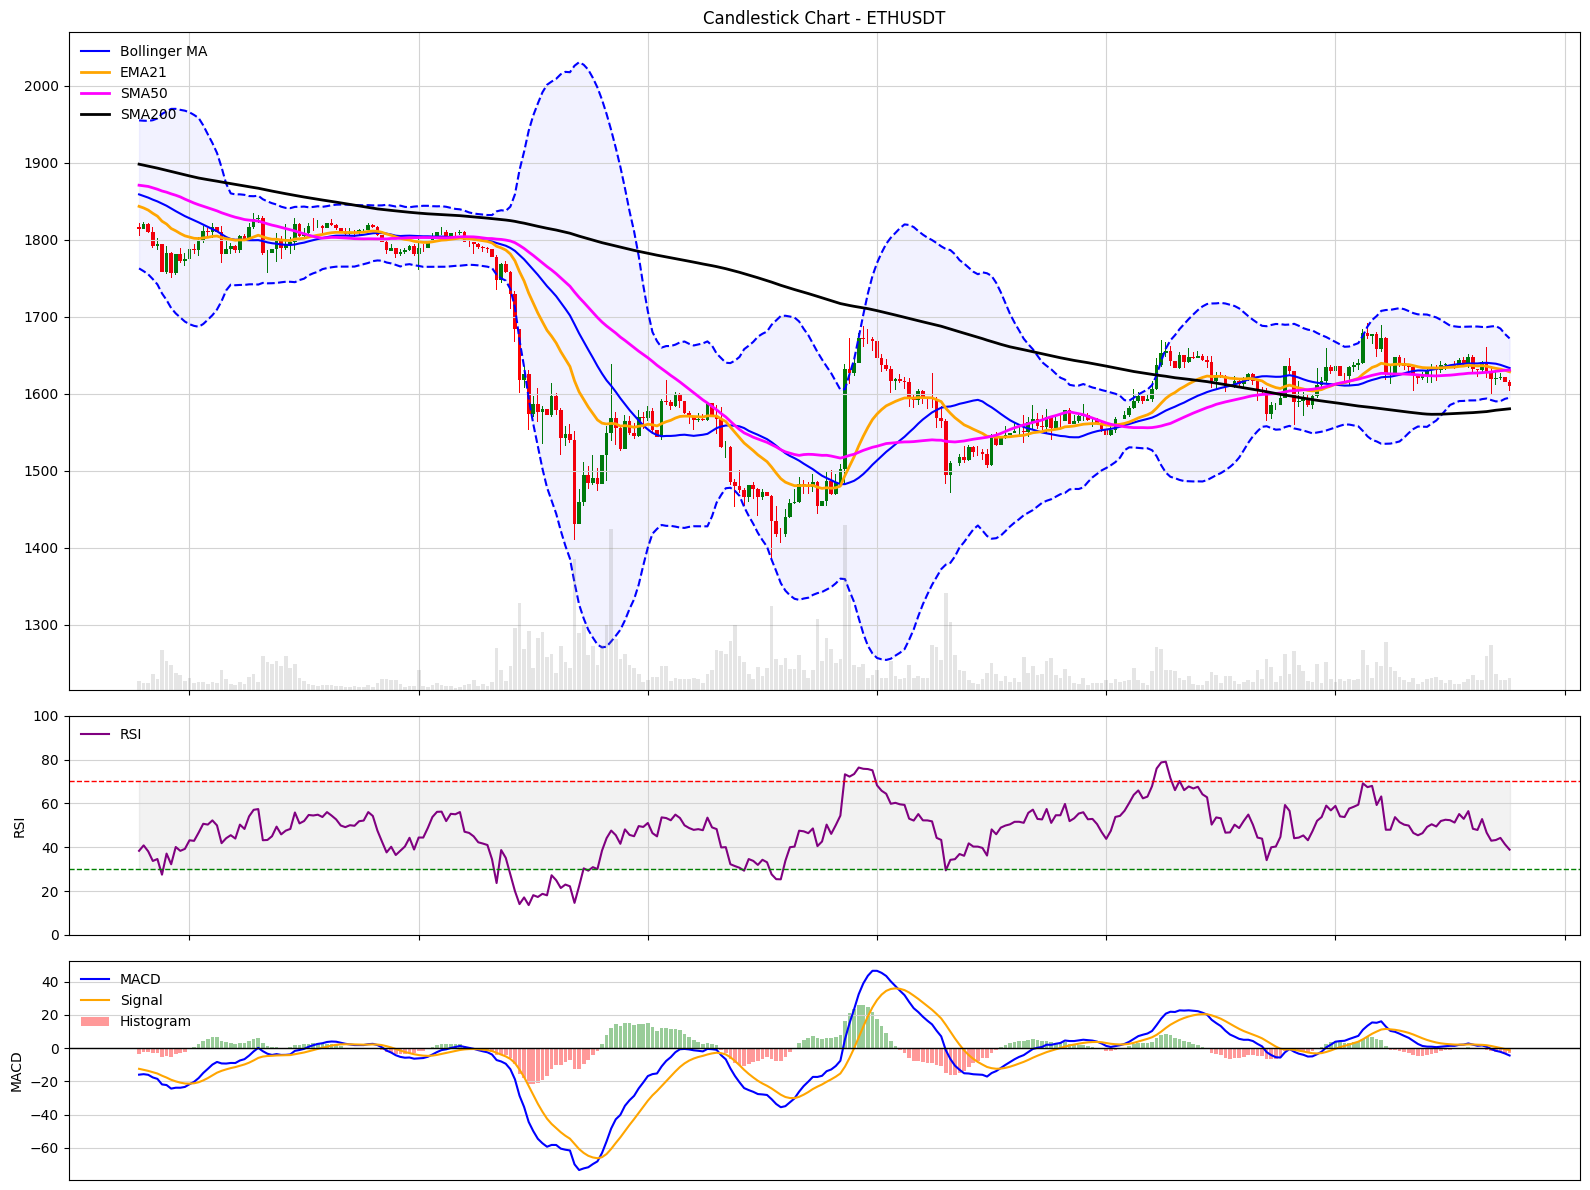 Candlestick Chart - ETHUSDT
Bollinger MA
EMA21
SMA50
SMA200
2000
1900
1800
1700
1600
1500
1400
1300
RSI
100
80
60
40
20
0
RSI
MACD
Signal
Histogram
40
20
0
−20
−40
−60
MACD